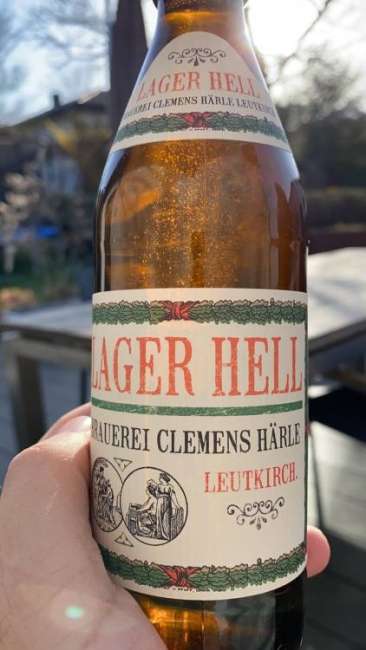 LAGER HELL
BRAUEREI CLEMENS HÄRLE LEUTKIRCH
LAGER HELL
BRAUEREI CLEMENS HÄRLE
LEUTKIRCH.